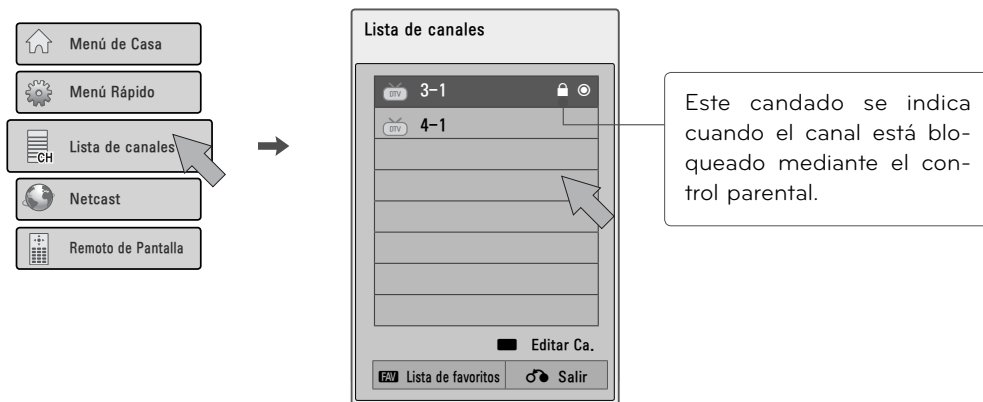 Menú de Casa
Menú Rápido
CH
Lista de canales
Netcast
Remoto de Pantalla
Lista de canales
DTV 3-1
DTV 4-1
Editar Ca.
FAV Lista de favoritos
Salir
Este candado se indica
cuando el canal está blo-
queado mediante el con-
trol parental.